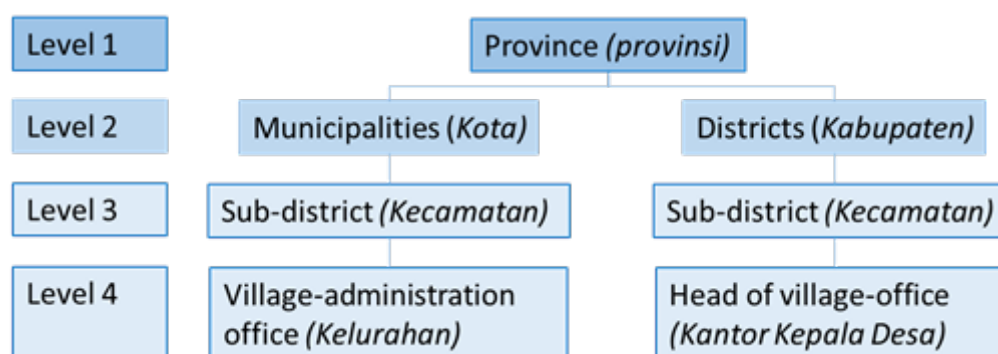 Level 1
Province (provinsi)
Level 2
Municipalities (Kota)
Districts (Kabupaten)
Level 3
Sub-district (Kecamatan)
Sub-district (Kecamatan)
Level 4
Village-administration
office (Kelurahan)
Head of village-office
(Kantor Kepala Desa)